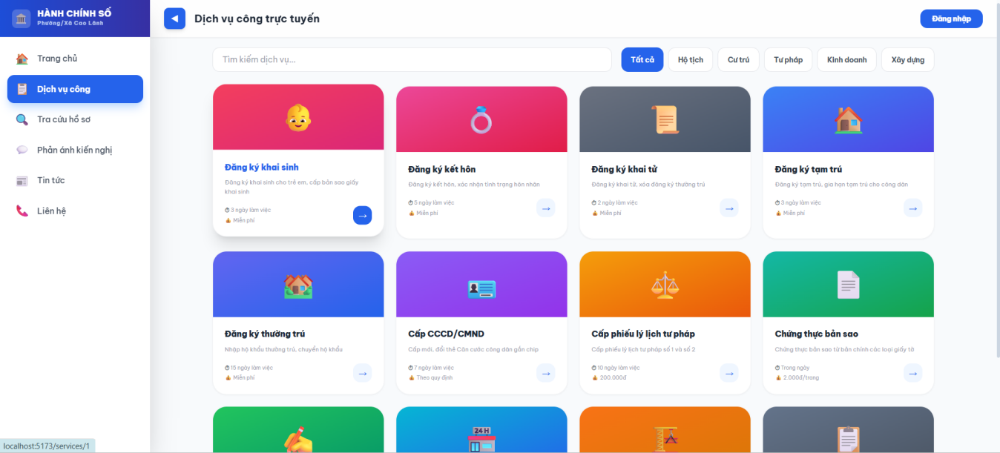 HÀNH CHÍNH SỐ
Phường/Xã Cao Lãnh
Trang chủ
Dịch vụ công
Tra cứu hồ sơ
Phản ánh kiến nghị
Tin tức
Liên hệ
Dịch vụ công trực tuyến
Đăng nhập
Tìm kiếm dịch vụ...
Tất cả
Hộ tịch
Cư trú
Tư pháp
Kinh doanh
Xây dựng
Đăng ký khai sinh
Đăng ký khai sinh cho trẻ em, cấp bản sao giấy
khai sinh
3 ngày làm việc
Miễn phí
→
Đăng ký kết hôn
Đăng ký kết hôn, xác nhận tình trạng hôn nhân
5 ngày làm việc
Miễn phí
→
Đăng ký khai tử
Đăng ký khai tử, xóa đăng ký thường trú
2 ngày làm việc
Miễn phí
→
Đăng ký tạm trú
Đăng ký tạm trú, gia hạn tạm trú cho công dân
3 ngày làm việc
Miễn phí
→
Đăng ký thường trú
Nhập hộ khẩu thường trú, chuyển hộ khẩu
15 ngày làm việc
Miễn phí
→
Cấp CCCD/CMND
Cấp mới, đổi thẻ Căn cước công dân gắn chip
7 ngày làm việc
Theo quy định
→
Cấp phiếu lý lịch tư pháp
Cấp phiếu lý lịch tư pháp số 1 và số 2
10 ngày làm việc
200.000đ
→
Chứng thực bản sao
Chứng thực bản sao từ bản chính các loại giấy tờ
Trong ngày
2.000đ/trang
→
24H
localhost:5173/services/1